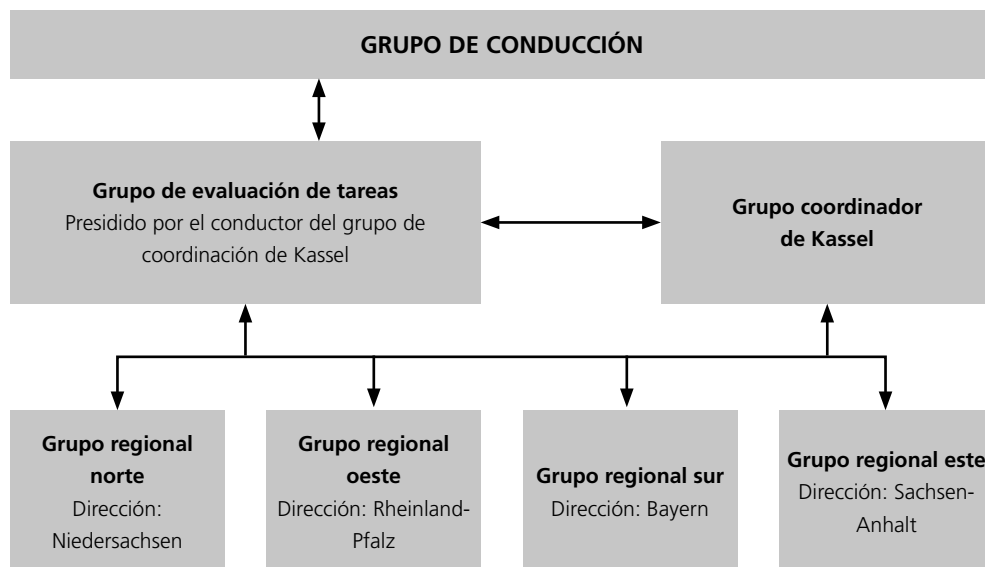 GRUPO DE CONDUCCIÓN
Grupo de evaluación de tareas
Presidido por el conductor del grupo de
coordinación de Kassel
Grupo coordinador
de Kassel
Grupo regional
norte
Dirección:
Niedersachsen
Grupo regional
oeste
Dirección: Rheinland-
Pfalz
Grupo regional sur
Dirección: Bayern
Grupo regional este
Dirección: Sachsen-
Anhalt